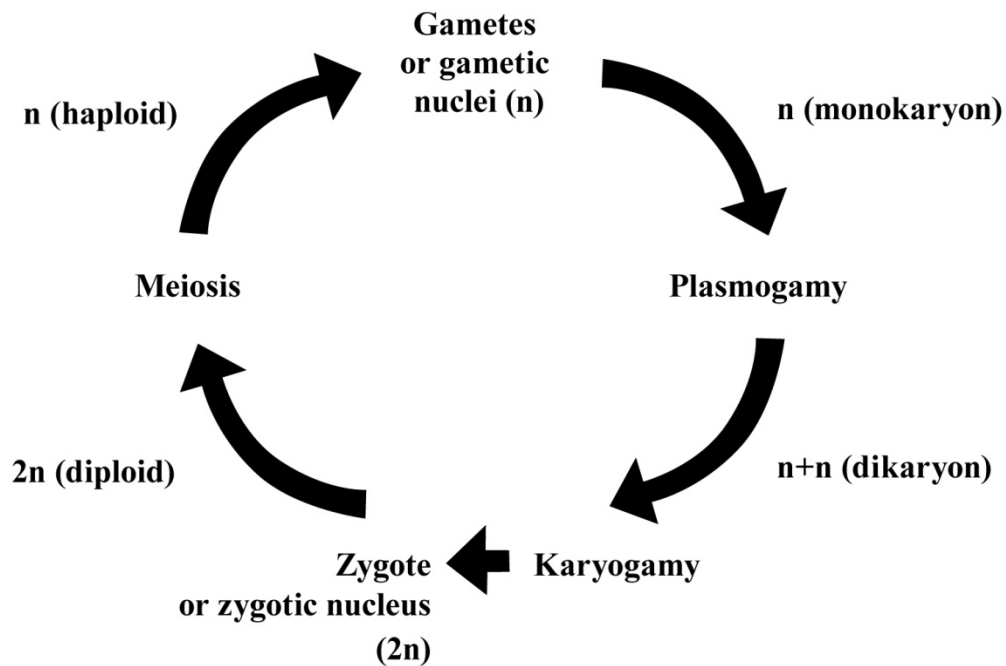 Gametes
or gametic
nuclei (n)
n (haploid)
n (monokaryon)
Meiosis
Plasmogamy
2n (diploid)
n+n (dikaryon)
Zygote
or zygotic nucleus
(2n)
Karyogamy